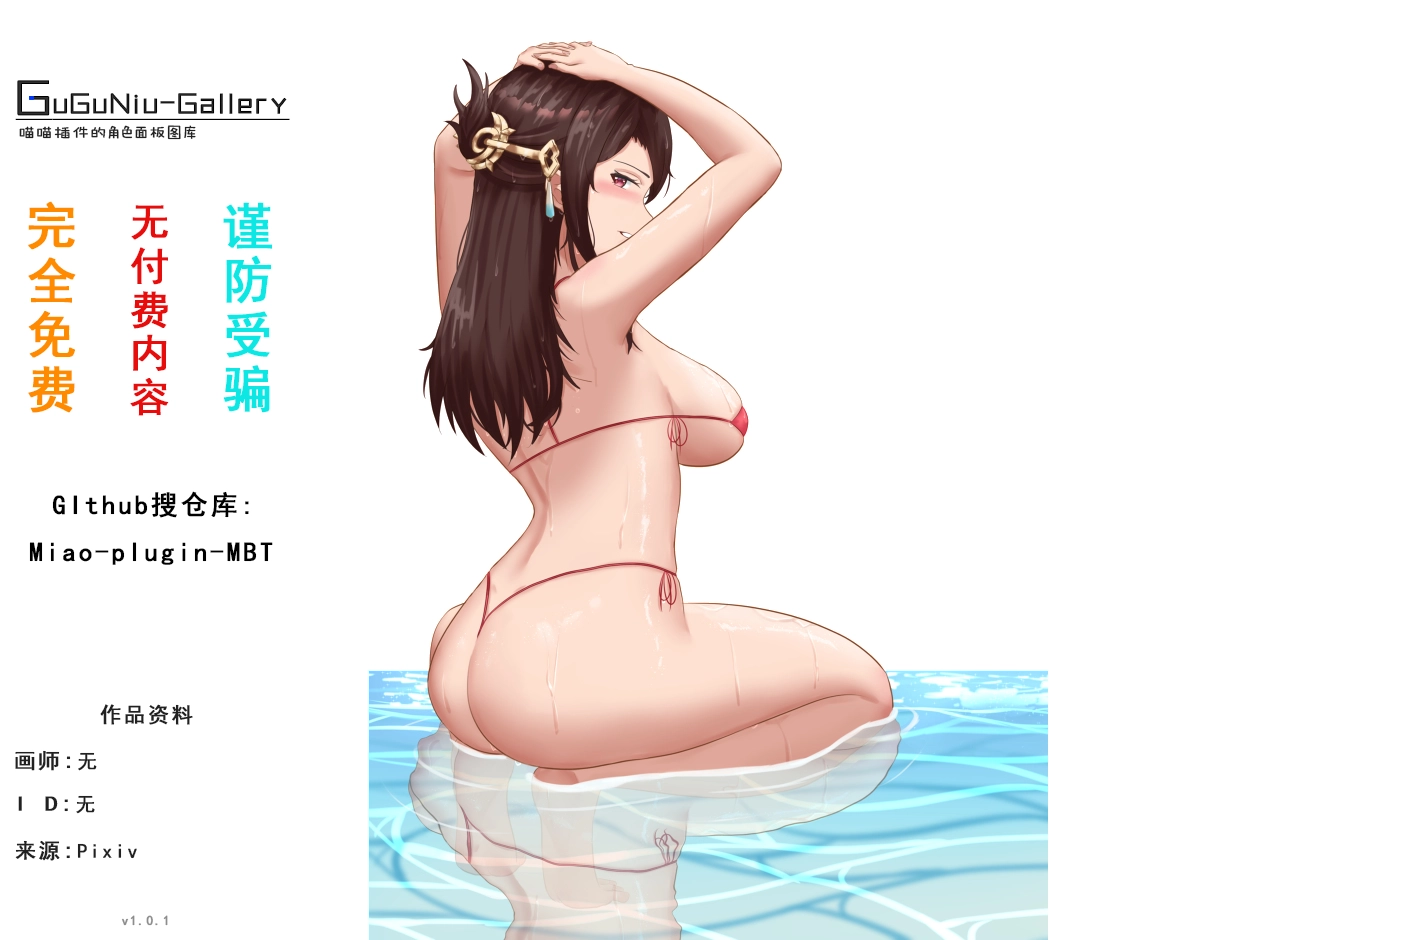 GuGuNiu-Gallery
喵喵插件的角色面板图库
完全免费
无付费内容
谨防受骗
GIthub搜仓库:
Miao-plugin-MBT
作品资料
画师:无
I D:无
来源:Pixiv
v1.0.1